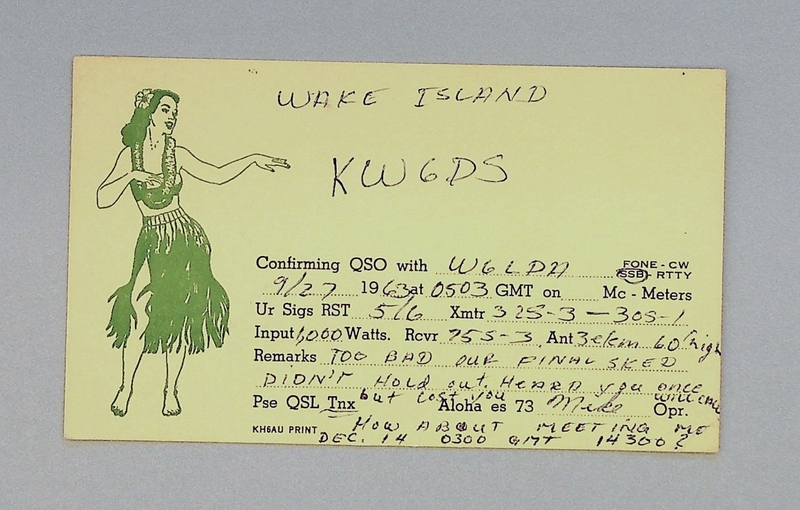 WAKE ISLAND
KW6DS
Confirming QSO with W6LDA FONE - CW
SSB - RTTY
9/27 1963 at 0503 GMT on Mc - Meters
Ur Sigs RST 5/6 Xmtr 32S-3 - 30S-1
Input 1,000 Watts. Rcvr 75S-3 Ant 3elem 60' high
Remarks TOO BAD OUR FINAL SKED
DIDN'T Hold out. HEARD you once
but lost you
Pse QSL Tnx Aloha es 73 Mike Opr.
KH6AU PRINT HOW ABOUT MEETING ME
DEC. 14 0300 GMT 14300?